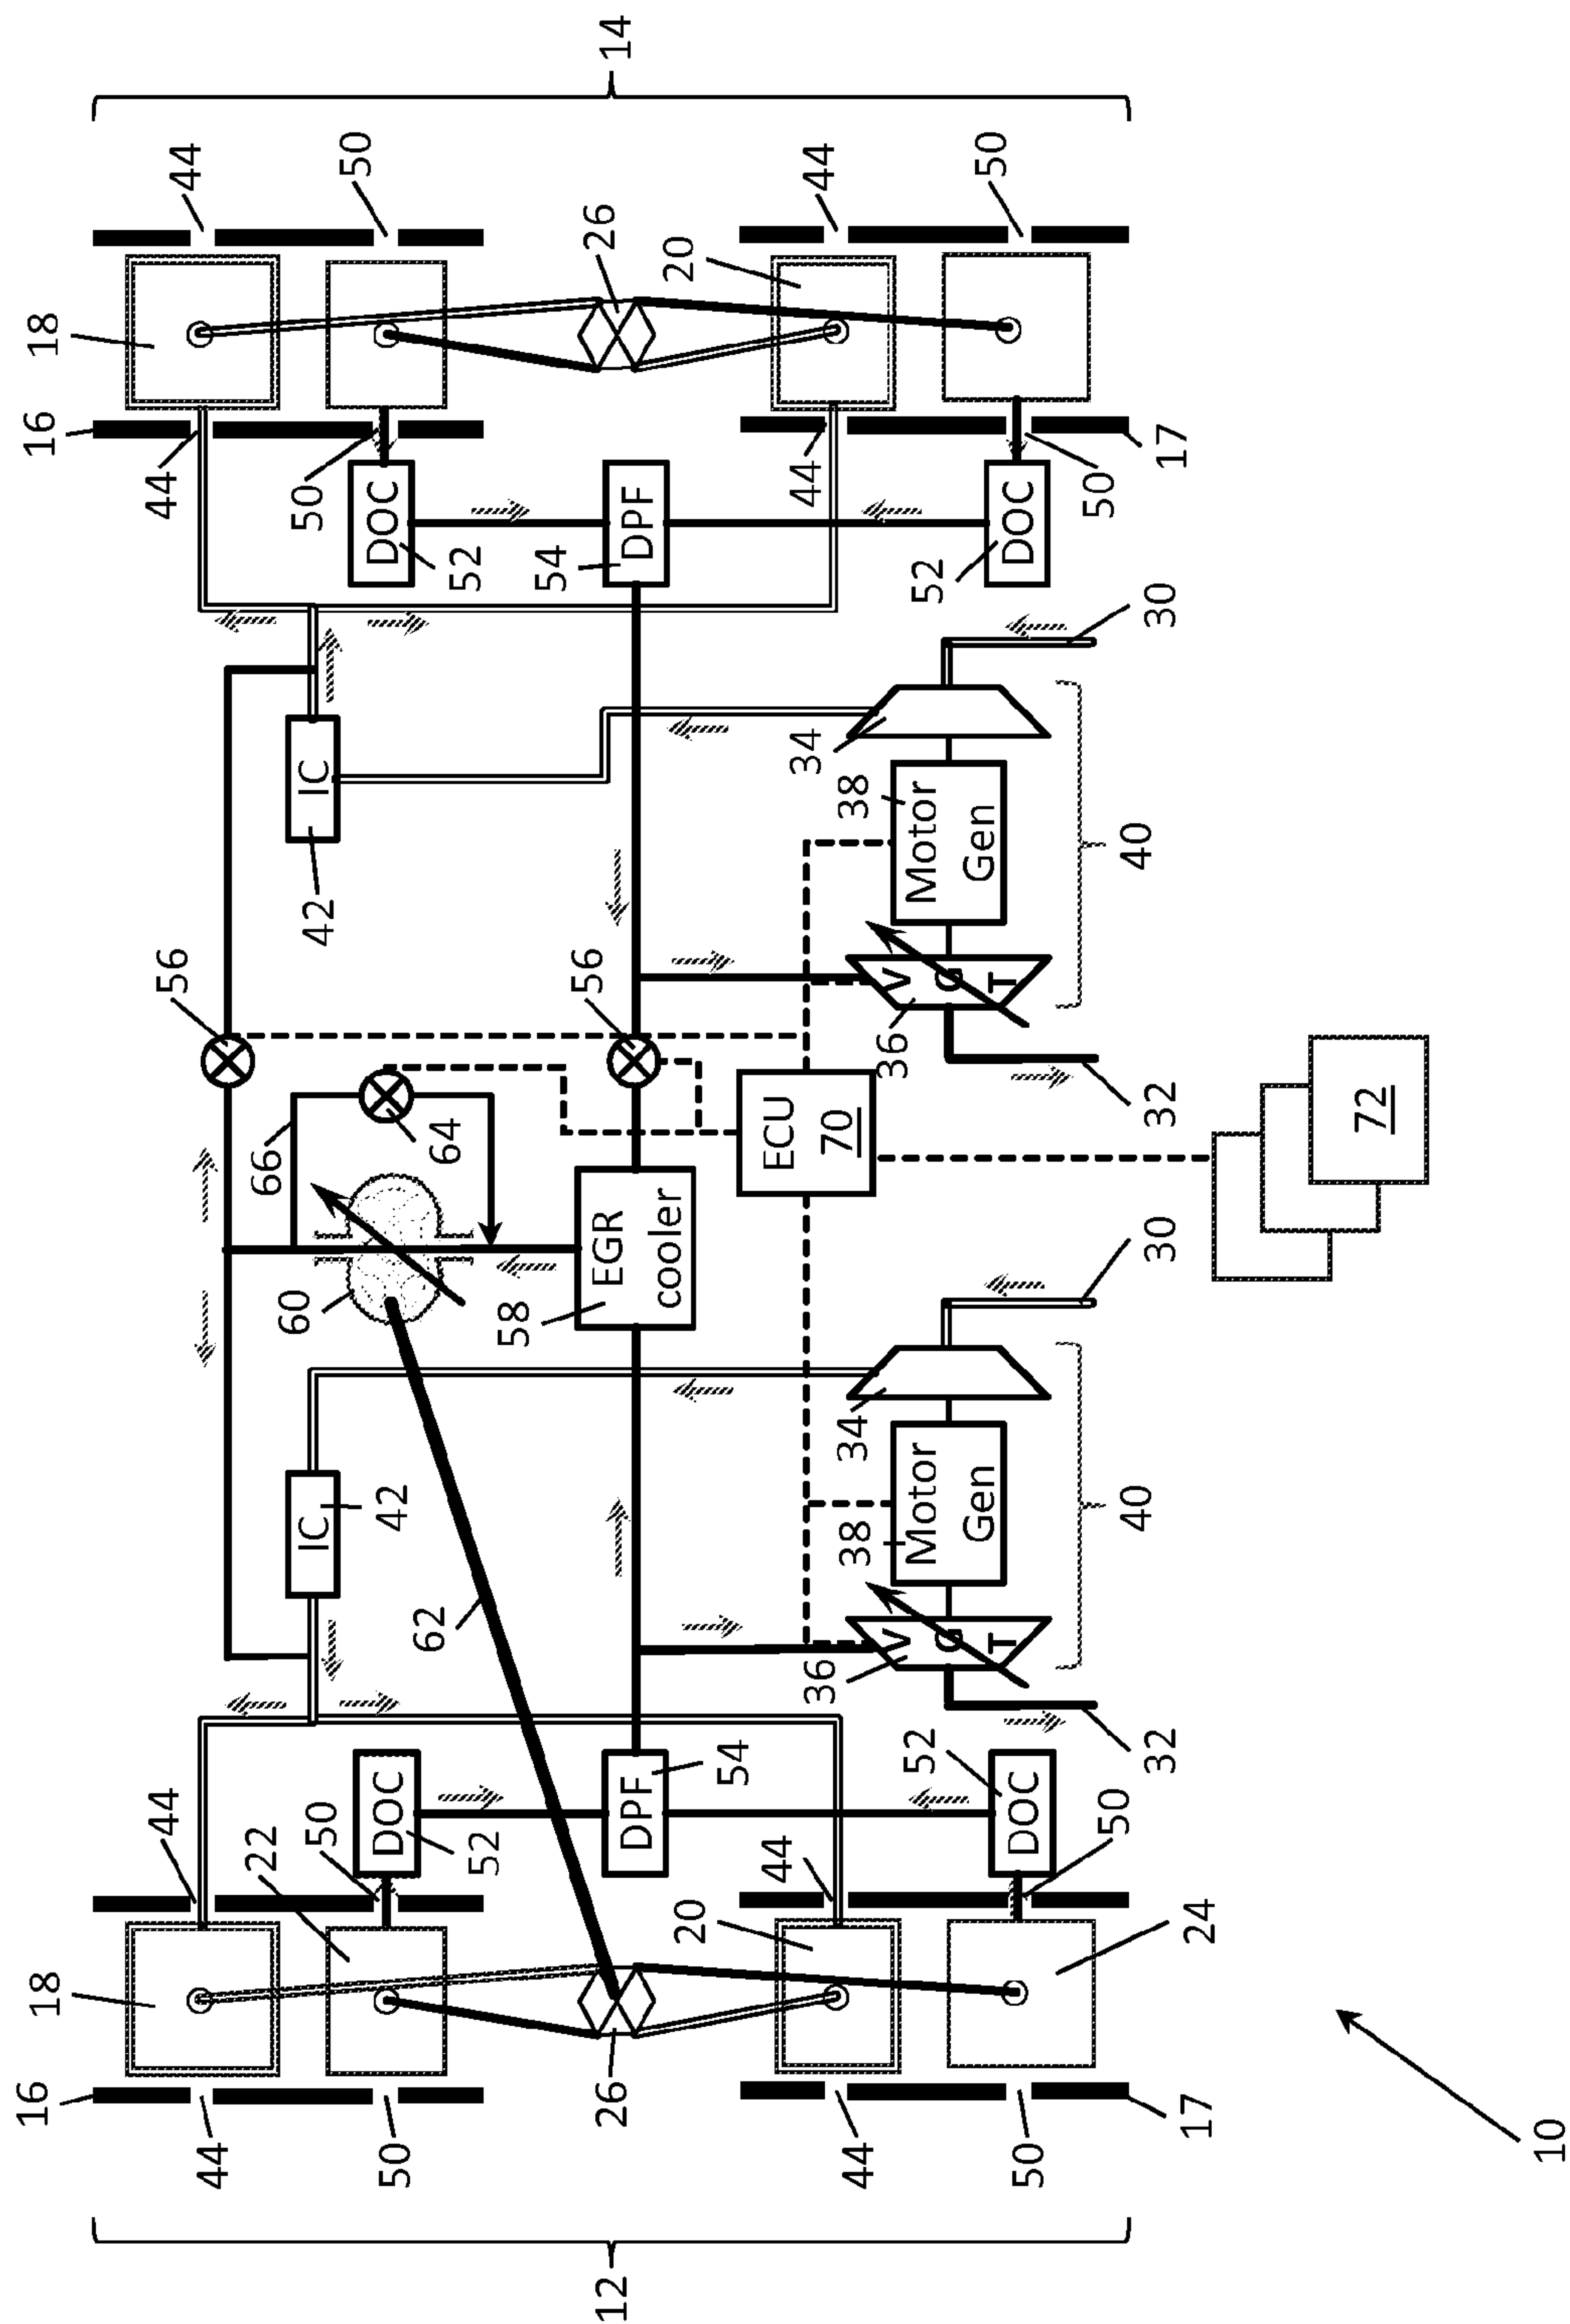 16
18
16
18
44
44
56
44
44
22
66
50
60
IC
IC
42
50
50
50
DOC
42
DOC
62
64
52
52
58
54
12
26
DPF
EGR
cooler
56
DPF
26
14
20
20
54
44
ECU
70
34
44
44
36
44
38
34
38
36
V
G
T
Motor
Gen
V
G
T
Motor
Gen
52
52
50
50
DOC
DOC
50
50
40
40
17
24
32
30
32
30
17
72
10